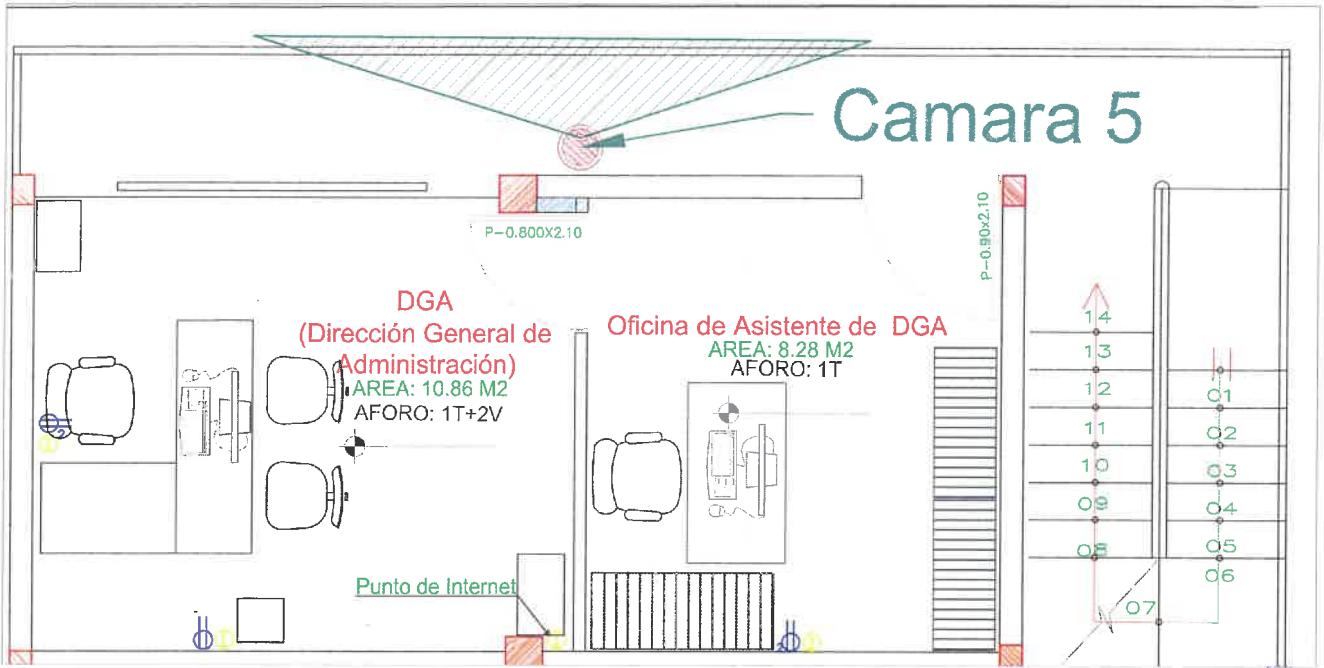 Camara 5
P-0.800X2.10
P-0.90x2.10
DGA
(Dirección General de
Administración)
AREA: 10.86 M2
AFORO: 1T+2V
Oficina de Asistente de DGA
AREA: 8.28 M2
AFORO: 1T
Punto de Internet
14
13
12
11
10
09
08
07
01
02
03
04
05
06